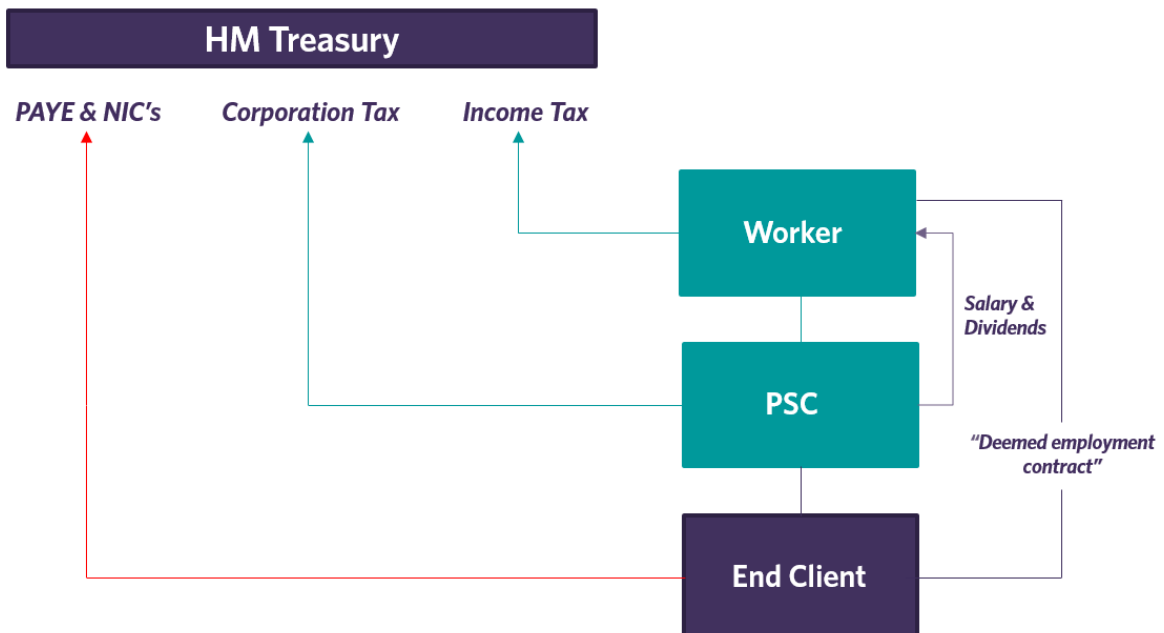 HM Treasury
PAYE & NIC's
Corporation Tax
Income Tax
Worker
Salary &
Dividends
PSC
“Deemed employment
contract”
End Client